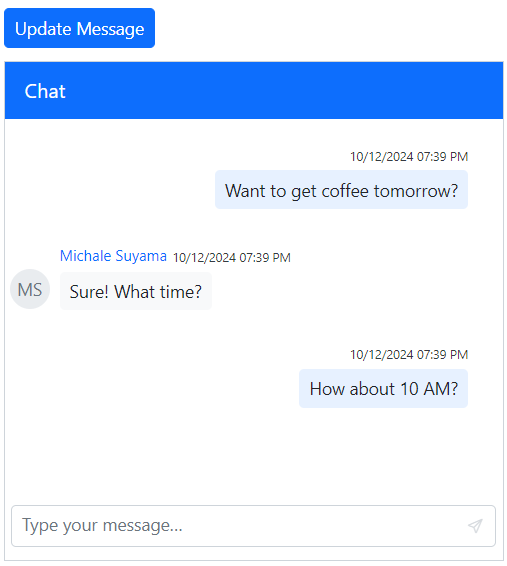 Update Message
Chat
10/12/2024 07:39 PM
Want to get coffee tomorrow?
Michale Suyama 10/12/2024 07:39 PM
MS
Sure! What time?
10/12/2024 07:39 PM
How about 10 AM?
Type your message...